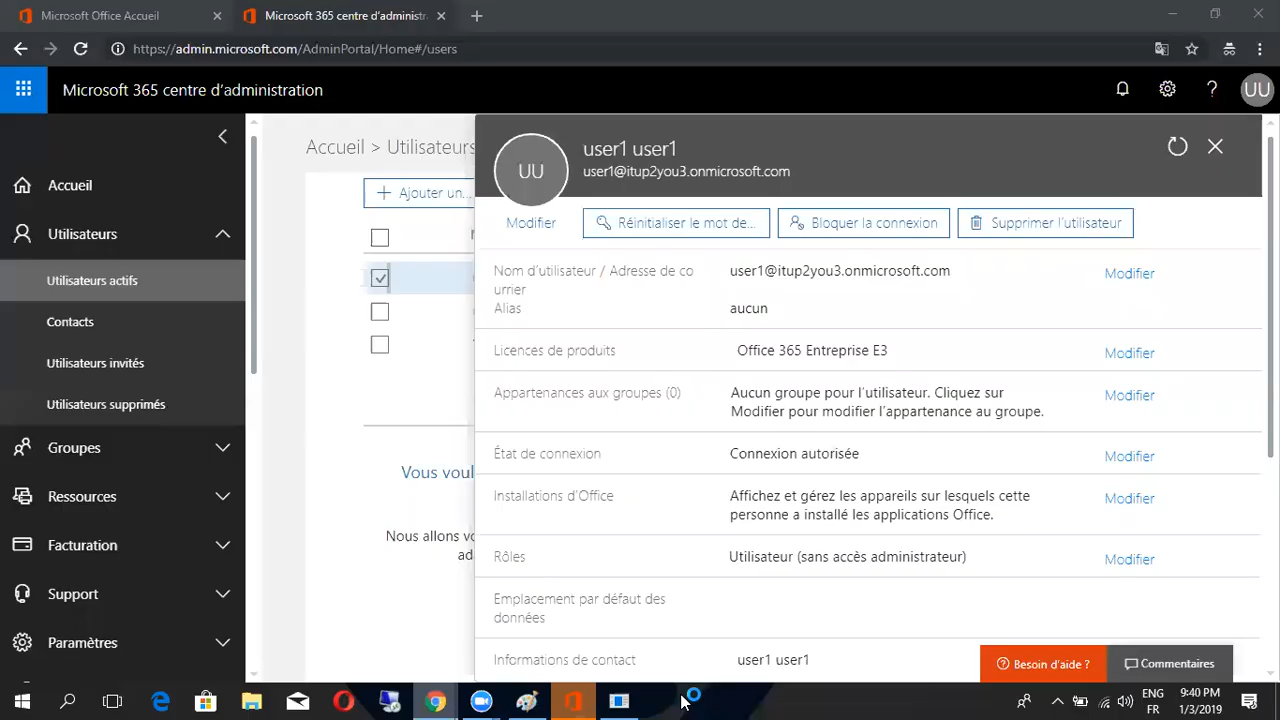 Microsoft Office Accueil
Microsoft 365 centre d'administr
https://admin.microsoft.com/AdminPortal/Home#/users
Microsoft 365 centre d'administration
UU
Accueil
Utilisateurs
Utilisateurs actifs
Contacts
Utilisateurs invités
Utilisateurs supprimés
Groupes
Ressources
Facturation
Support
Paramètres
Accueil > Utilisateurs
Ajouter un...
Vous voul
Nous allons vo
ad
UU
user1 user1
user1@itup2you3.onmicrosoft.com
Modifier
Réinitialiser le mot de...
Bloquer la connexion
Supprimer l'utilisateur
Nom d'utilisateur / Adresse de co
urrier
user1@itup2you3.onmicrosoft.com
Modifier
Alias
aucun
Licences de produits
Office 365 Entreprise E3
Modifier
Appartenances aux groupes (0)
Aucun groupe pour l'utilisateur. Cliquez sur
Modifier pour modifier l'appartenance au groupe.
Modifier
État de connexion
Connexion autorisée
Modifier
Installations d'Office
Affichez et gérez les appareils sur lesquels cette
personne a installé les applications Office.
Modifier
Rôles
Utilisateur (sans accès administrateur)
Modifier
Emplacement par défaut des
données
Informations de contact
user1 user1
Besoin d'aide ?
Commentaires
ENG
FR
9:40 PM
1/3/2019